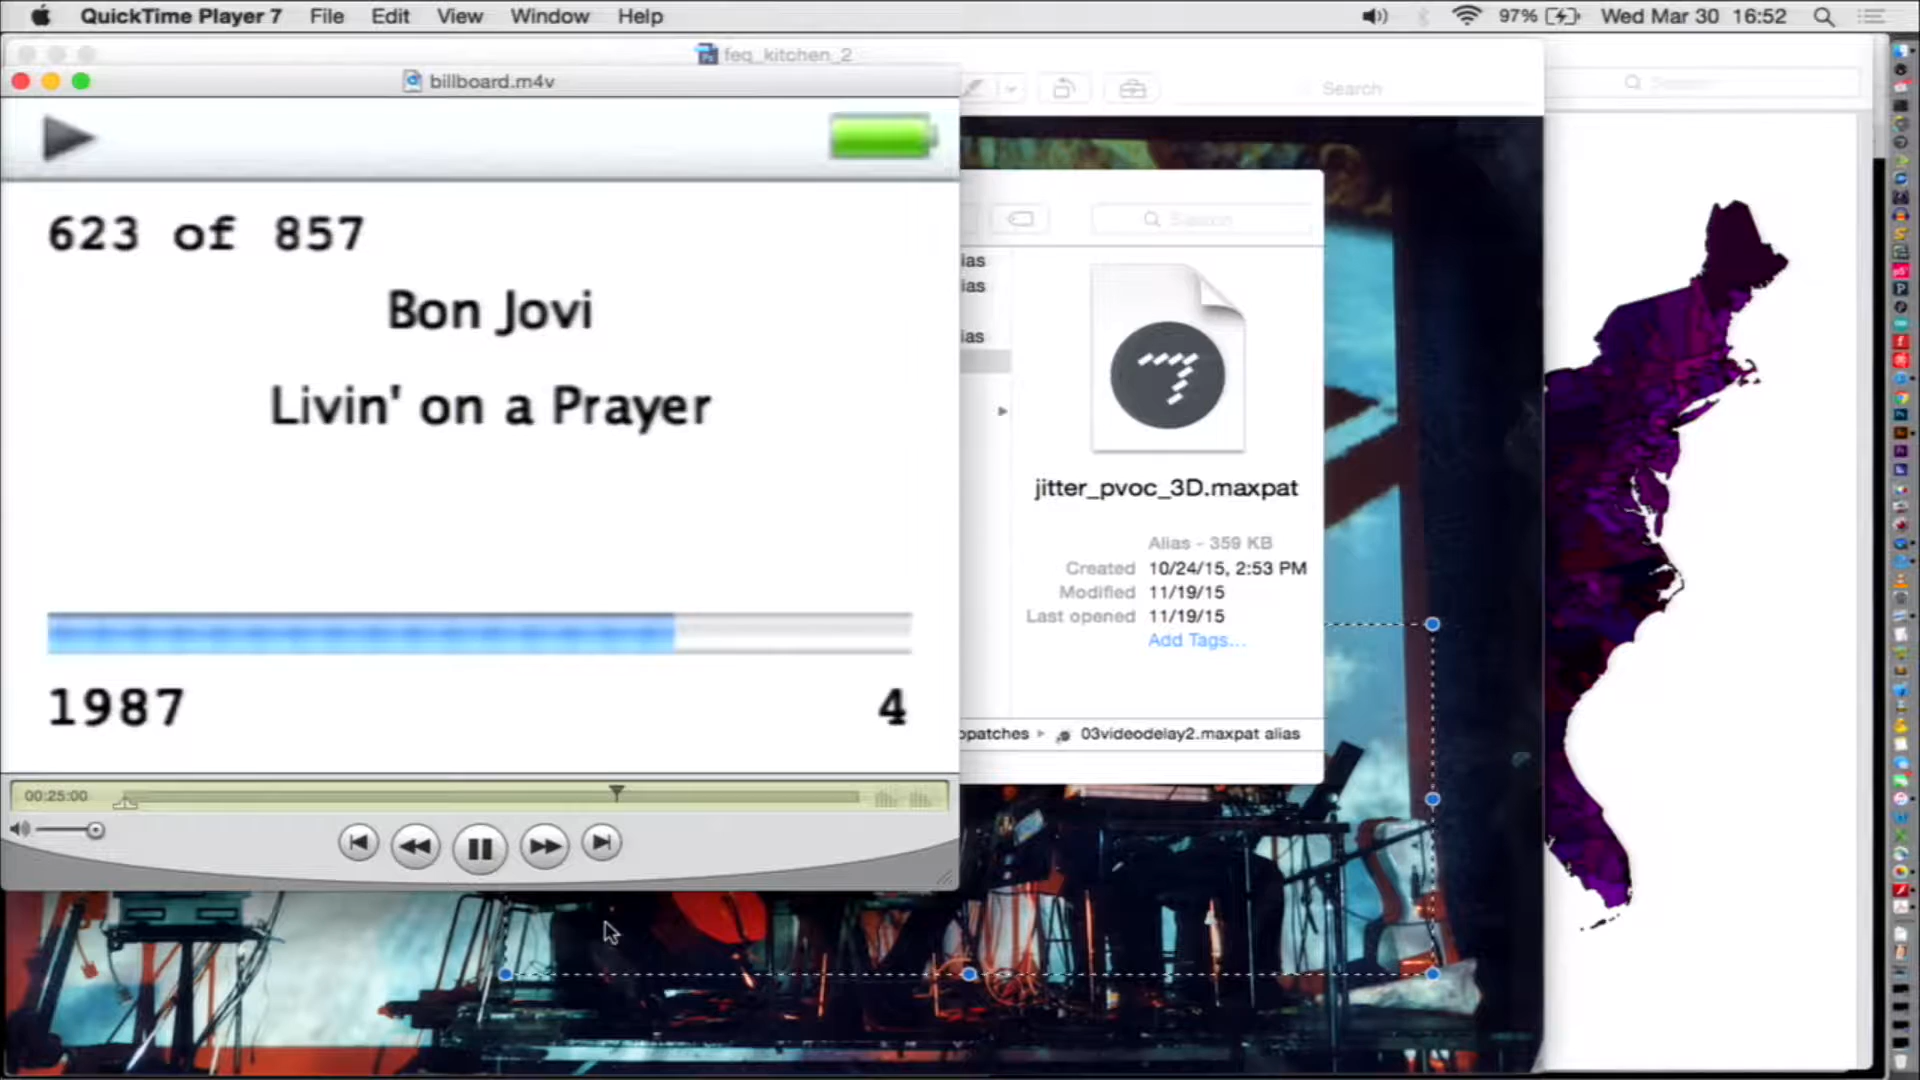 QuickTime Player 7 File Edit View Window Help
97% Wed Mar 30 16:52
feq_kitchen_2
billboard.m4v
Search
623 of 857
Bon Jovi
Livin' on a Prayer
1987 4
00:25:00
Search
ias
ias
ias
jitter_pvoc_3D.maxpat
Alias - 359 KB
Created 10/24/15, 2:53 PM
Modified 11/19/15
Last opened 11/19/15
Add Tags...
opatches 03videodelay2.maxpat alias